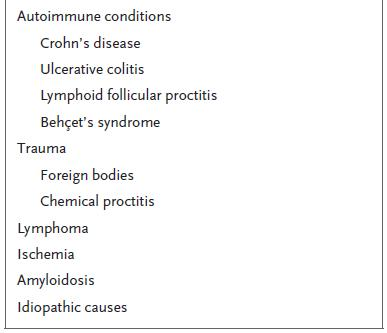 Autoimmune conditions
Crohn's disease
Ulcerative colitis
Lymphoid follicular proctitis
Behçet's syndrome
Trauma
Foreign bodies
Chemical proctitis
Lymphoma
Ischemia
Amyloidosis
Idiopathic causes